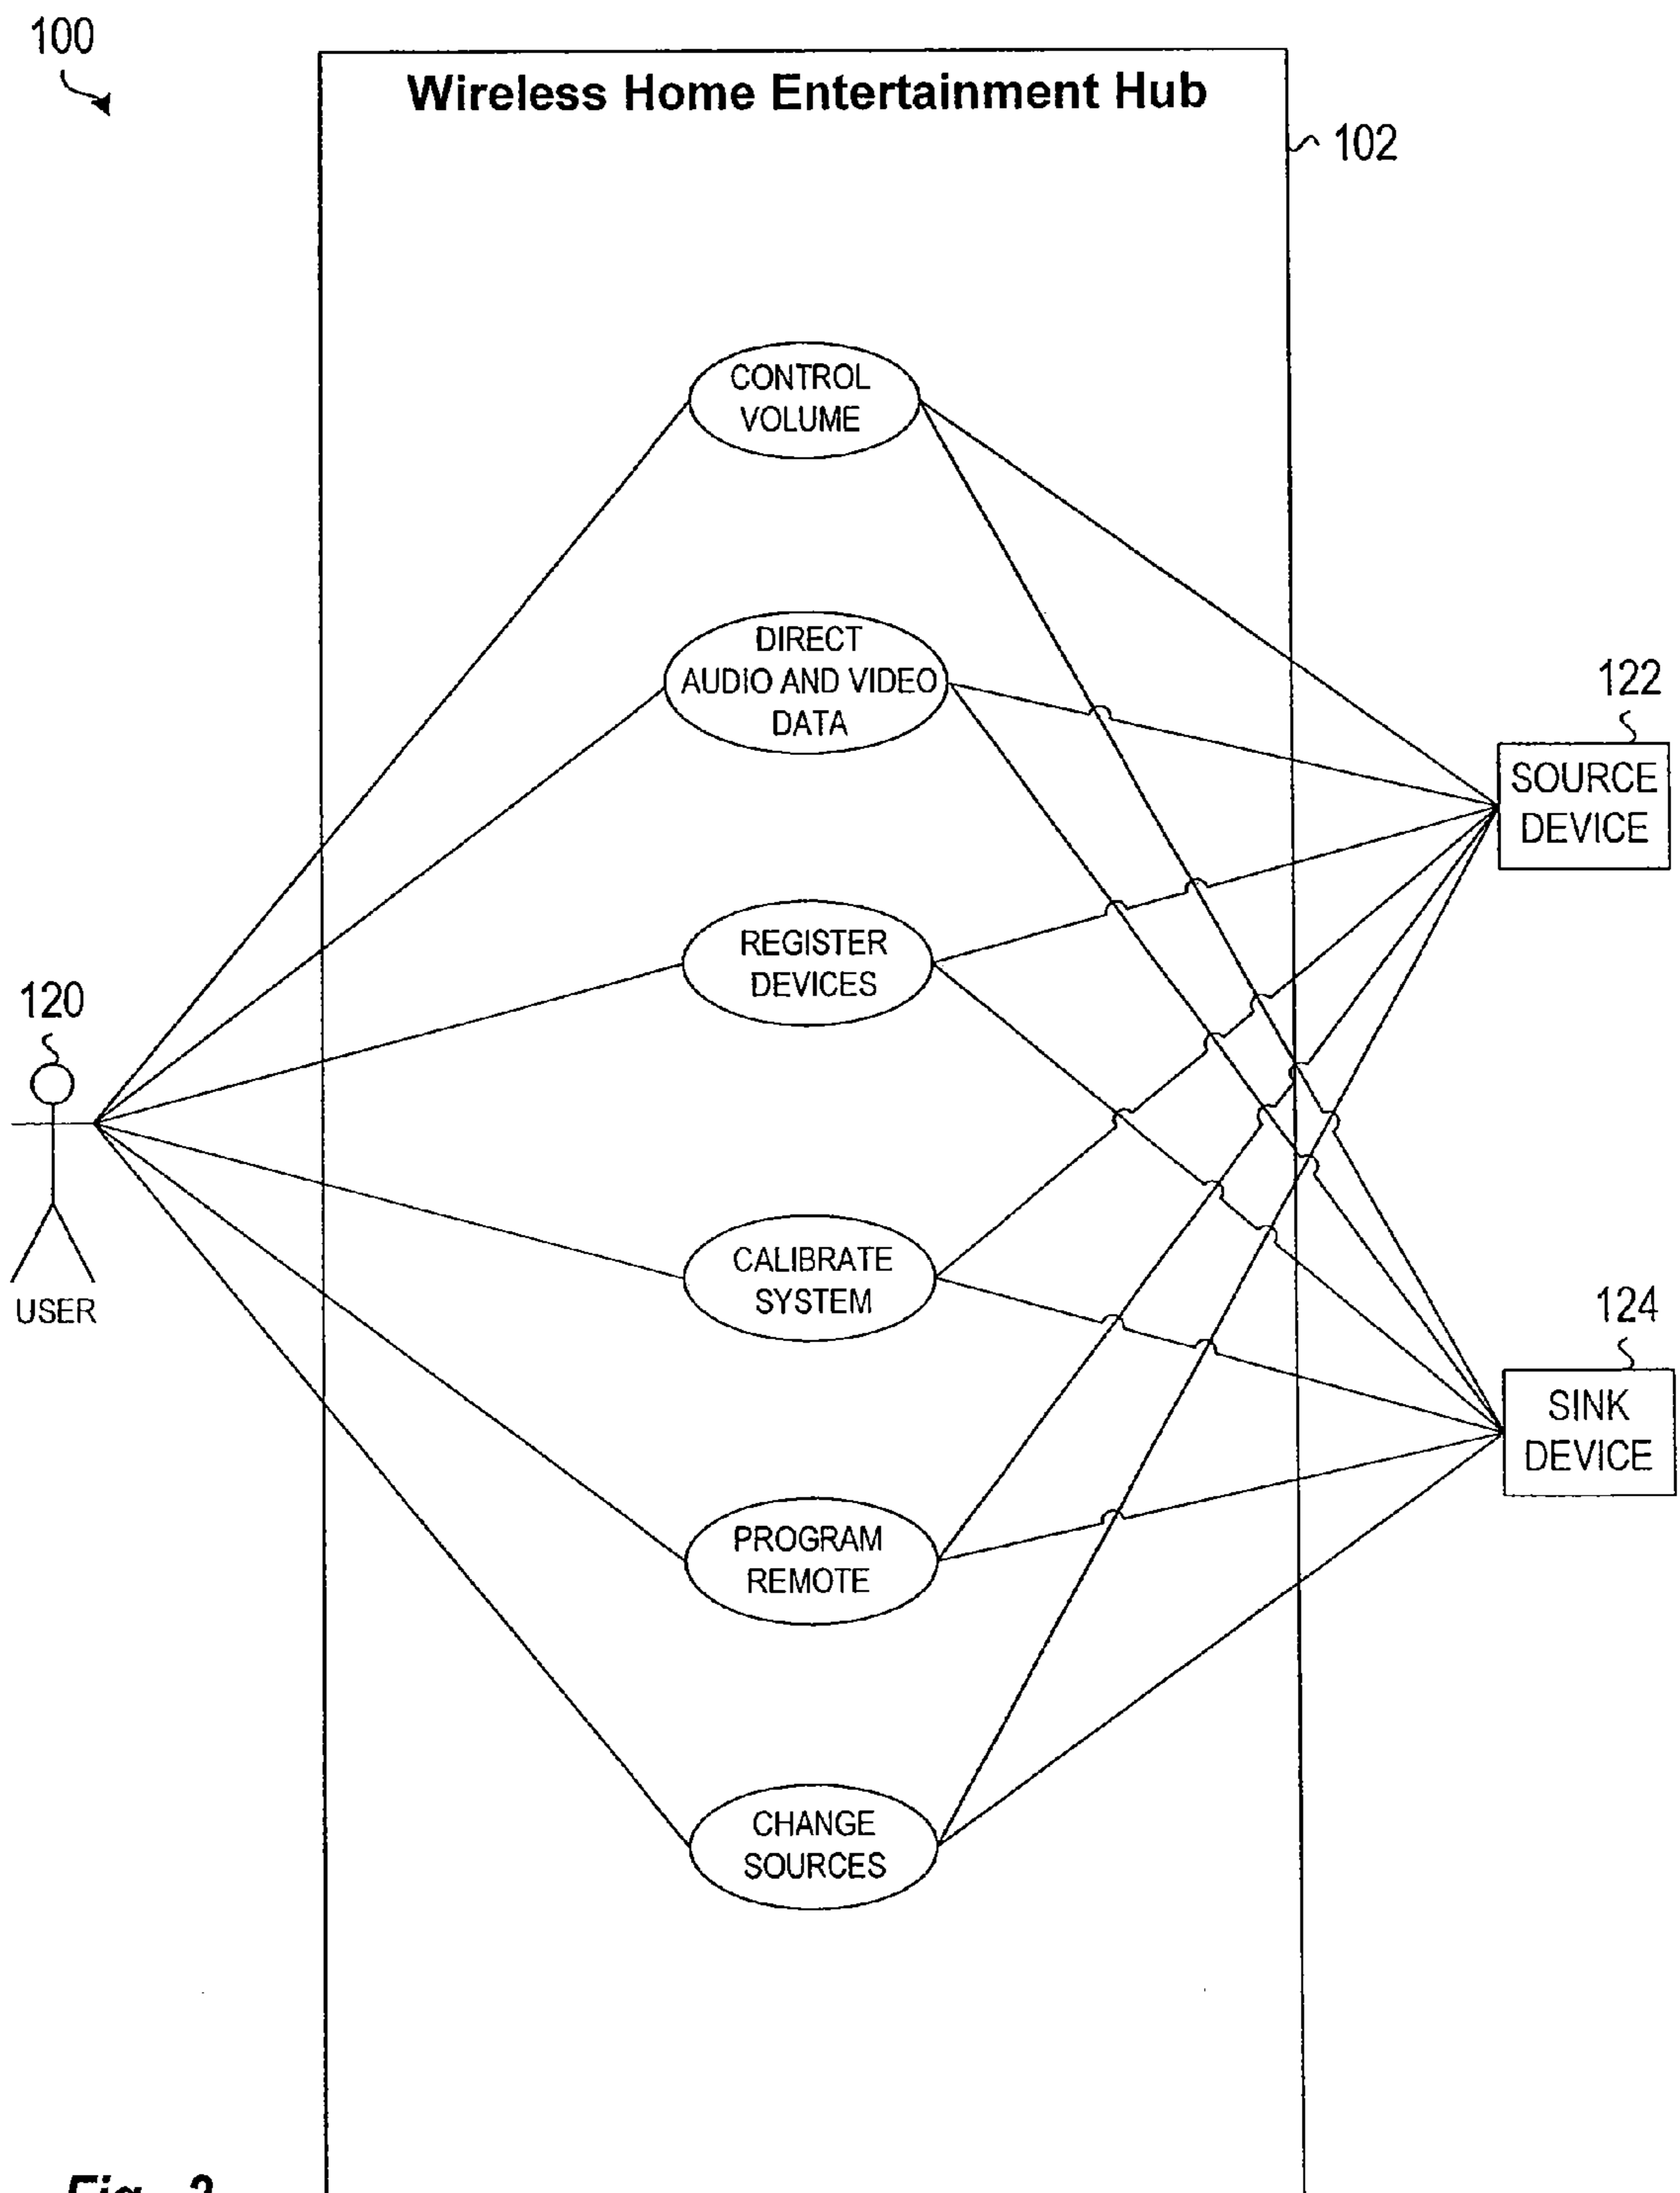 100
Wireless Home Entertainment Hub
102
CONTROL
VOLUME
DIRECT
AUDIO AND VIDEO
DATA
122
SOURCE
DEVICE
REGISTER
DEVICES
120
USER
CALIBRATE
SYSTEM
124
SINK
DEVICE
PROGRAM
REMOTE
CHANGE
SOURCES
Fig.